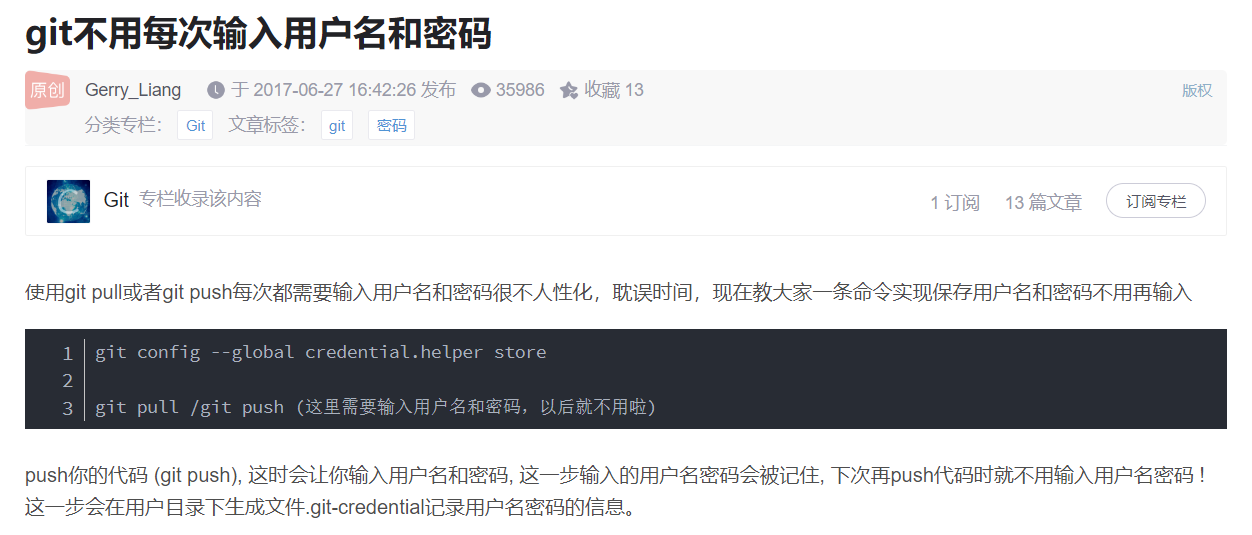 git不用每次输入用户名和密码
原创 Gerry_Liang 于 2017-06-27 16:42:26 发布 35986 收藏 13 版权
分类专栏： Git 文章标签： git 密码
Git 专栏收录该内容 1 订阅 13 篇文章 订阅专栏
使用git pull或者git push每次都需要输入用户名和密码很不人性化，耽误时间，现在教大家一条命令实现保存用户名和密码不用再输入
1 git config --global credential.helper store
2
3 git pull /git push (这里需要输入用户名和密码，以后就不用啦)
push你的代码 (git push), 这时会让你输入用户名和密码, 这一步输入的用户名密码会被记住, 下次再push代码时就不用输入用户名密码！
这一步会在用户目录下生成文件.git-credential记录用户名密码的信息。